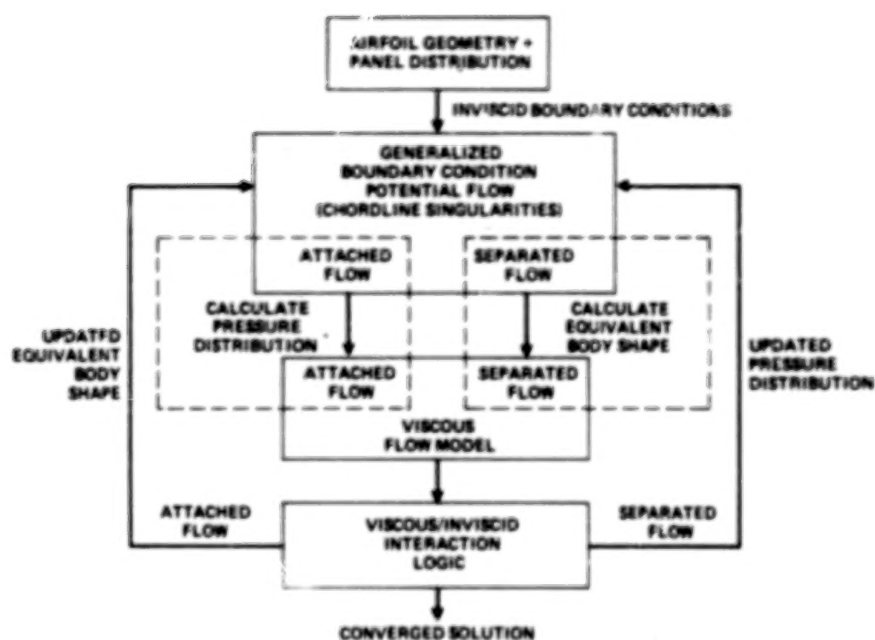 AIRFOIL GEOMETRY +
PANEL DISTRIBUTION
INVISCID BOUNDARY CONDITIONS
GENERALIZED
BOUNDARY CONDITION
POTENTIAL FLOW
(CHORDLINE SINGULARITIES)
ATTACHED
FLOW
SEPARATED
FLOW
CALCULATE
PRESSURE
DISTRIBUTION
CALCULATE
EQUIVALENT
BODY SHAPE
UPDATED
EQUIVALENT
BODY
SHAPE
UPDATED
PRESSURE
DISTRIBUTION
ATTACHED
FLOW
SEPARATED
FLOW
VISCOUS
FLOW MODEL
ATTACHED
FLOW
VISCOUS/INVISCID
INTERACTION
LOGIC
SEPARATED
FLOW
CONVERGED SOLUTION